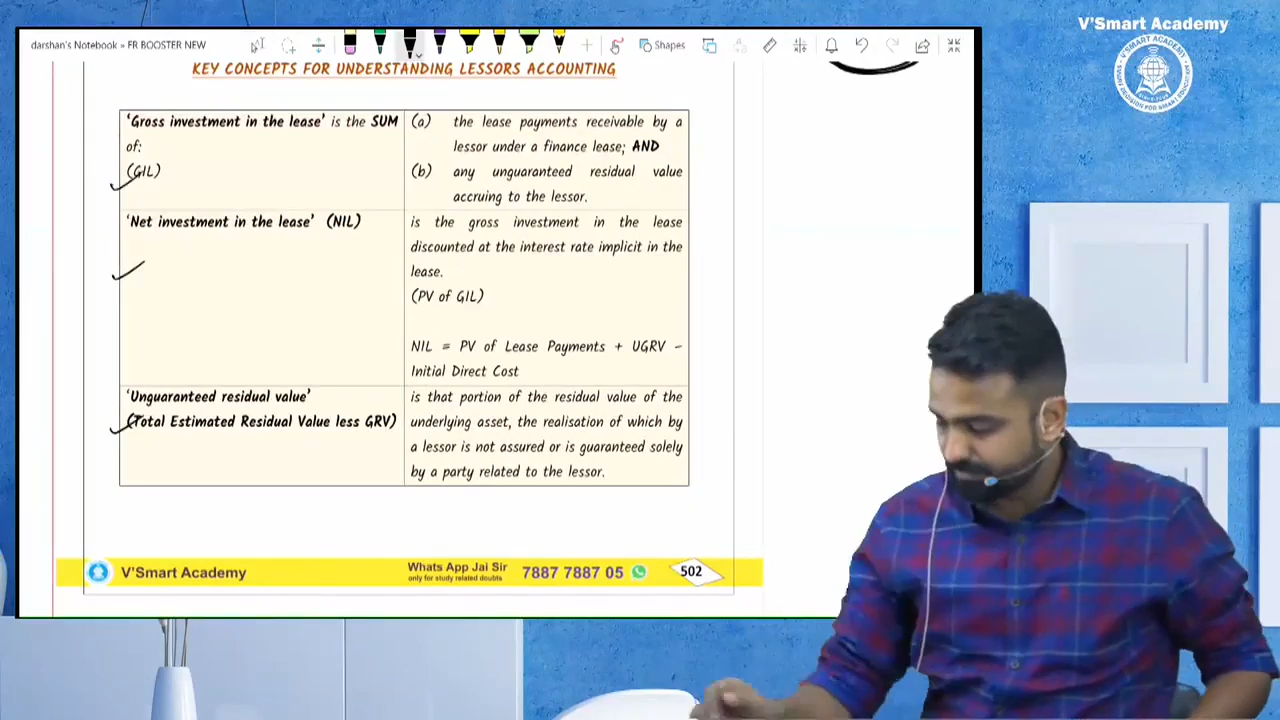 V'Smart Academy
darshan's Notebook » FR BOOSTER NEW
Shapes
KEY CONCEPTS FOR UNDERSTANDING LESSORS ACCOUNTING
'Gross investment in the lease' is the SUM
of:
(GIL)
(a) the lease payments receivable by a
lessor under a finance lease; AND
(b) any unguaranteed residual value
accruing to the lessor.
'Net investment in the lease' (NIL)
is the gross investment in the lease
discounted at the interest rate implicit in the
lease.
(PV of GIL)
NIL = PV of Lease Payments + UGRV –
Initial Direct Cost
'Unguaranteed residual value'
(Total Estimated Residual Value less GRV)
is that portion of the residual value of the
underlying asset, the realisation of which by
a lessor is not assured or is guaranteed solely
by a party related to the lessor.
V'Smart Academy
Whats App Jai Sir
only for study related doubts
7887 7887 05
502